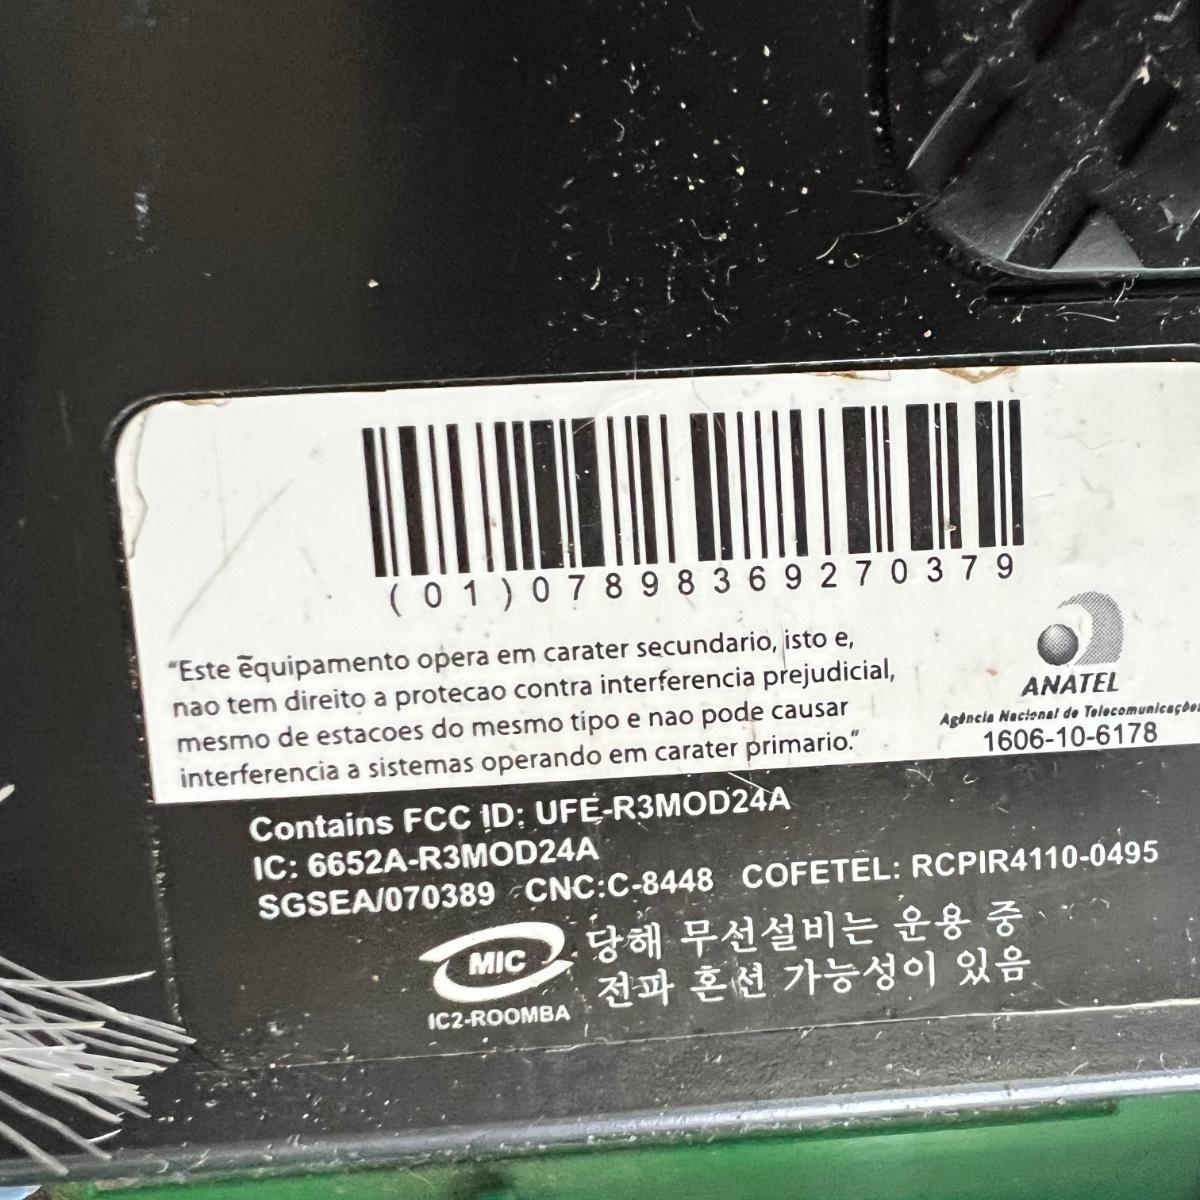 (01)07898369270379
"Este ēquipamento opera em carater secundario, isto e,
nao tem direito a protecao contra interferencia prejudicial,
mesmo de estacoes do mesmo tipo e nao pode causar
interferencia a sistemas operando em carater primario."
ANATEL
Agência Nacional de Telecomunicações
1606-10-6178
Contains FCC ID: UFE-R3MOD24A
IC: 6652A-R3MOD24A
SGSEA/070389 CNC:C-8448 COFETEL: RCPIR4110-0495
MIC
IC2-ROOMBA
당해 무선설비는 운용 중
전파 혼션 가능성이 있음